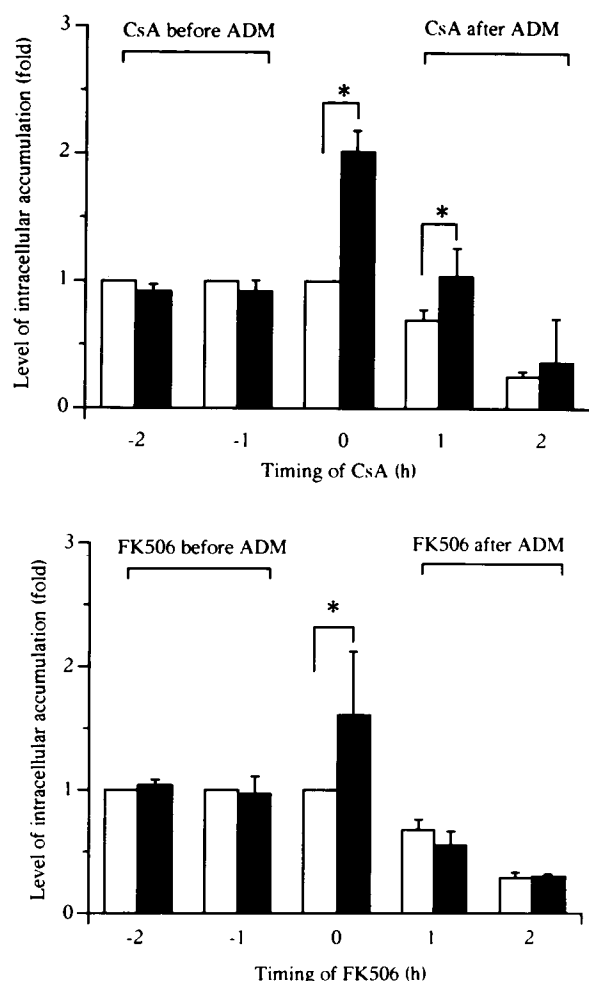 CsA before ADM
CsA after ADM
Level of intracellular accumulation (fold)
3
2
1
0
*
*
-2 -1 0 1 2
Timing of CsA (h)
FK506 before ADM
FK506 after ADM
Level of intracellular accumulation (fold)
3
2
1
0
*
-2 -1 0 1 2
Timing of FK506 (h)